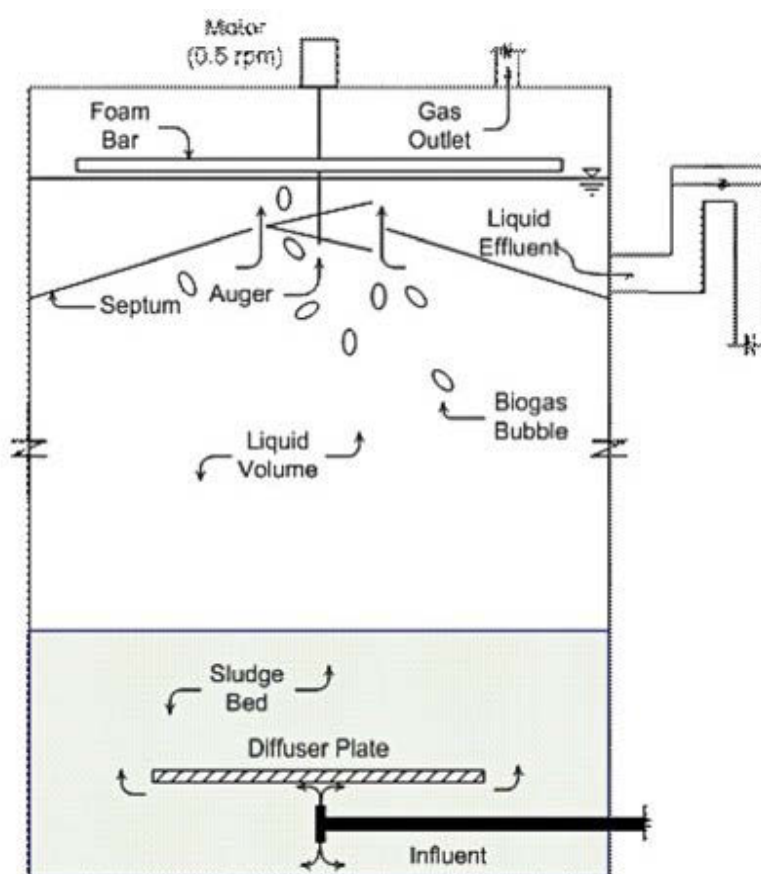 Motor
(0.5 rpm)
Foam
Bar
Gas
Outlet
Liquid
Effluent
Septum
Auger
Biogas
Bubble
Liquid
Volume
Sludge
Bed
Diffuser Plate
Influent